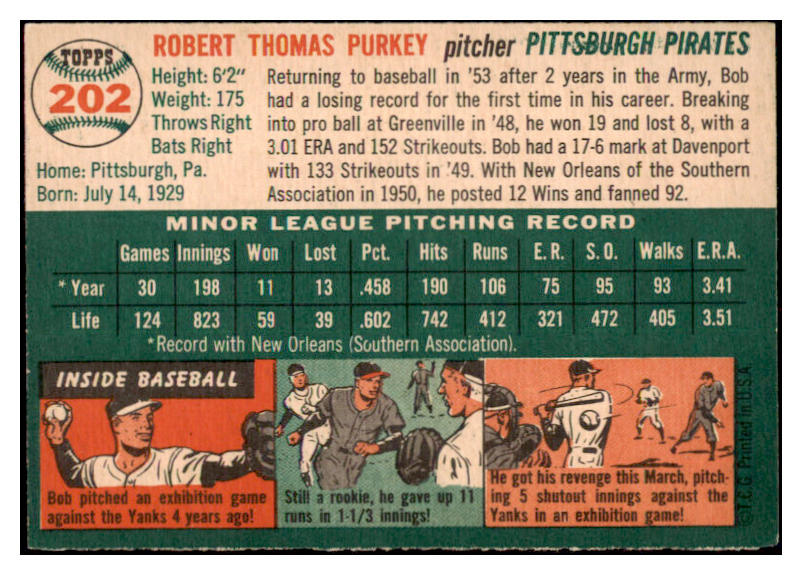 TOPPS
202
ROBERT THOMAS PURKEY pitcher PITTSBURGH PIRATES
Height: 6'2"
Weight: 175
Throws Right
Bats Right
Home: Pittsburgh, Pa.
Born: July 14, 1929
Returning to baseball in '53 after 2 years in the Army, Bob
had a losing record for the first time in his career. Breaking
into pro ball at Greenville in '48, he won 19 and lost 8, with a
3.01 ERA and 152 Strikeouts. Bob had a 17-6 mark at Davenport
with 133 Strikeouts in '49. With New Orleans of the Southern
Association in 1950, he posted 12 Wins and fanned 92.
MINOR LEAGUE PITCHING RECORD
Games Innings Won Lost Pct. Hits Runs E.R. S.O. Walks E.R.A.
* Year 30 198 11 13 .458 190 106 75 95 93 3.41
Life 124 823 59 39 .602 742 412 321 472 405 3.51
*Record with New Orleans (Southern Association).
INSIDE BASEBALL
Bob pitched an exhibition game
against the Yanks 4 years ago!
Still a rookie, he gave up 11
runs in 1-1/3 innings!
He got his revenge this March, pitch-
ing 5 shutout innings against the
Yanks in an exhibition game!
©T.C.G. Printed in U.S.A.